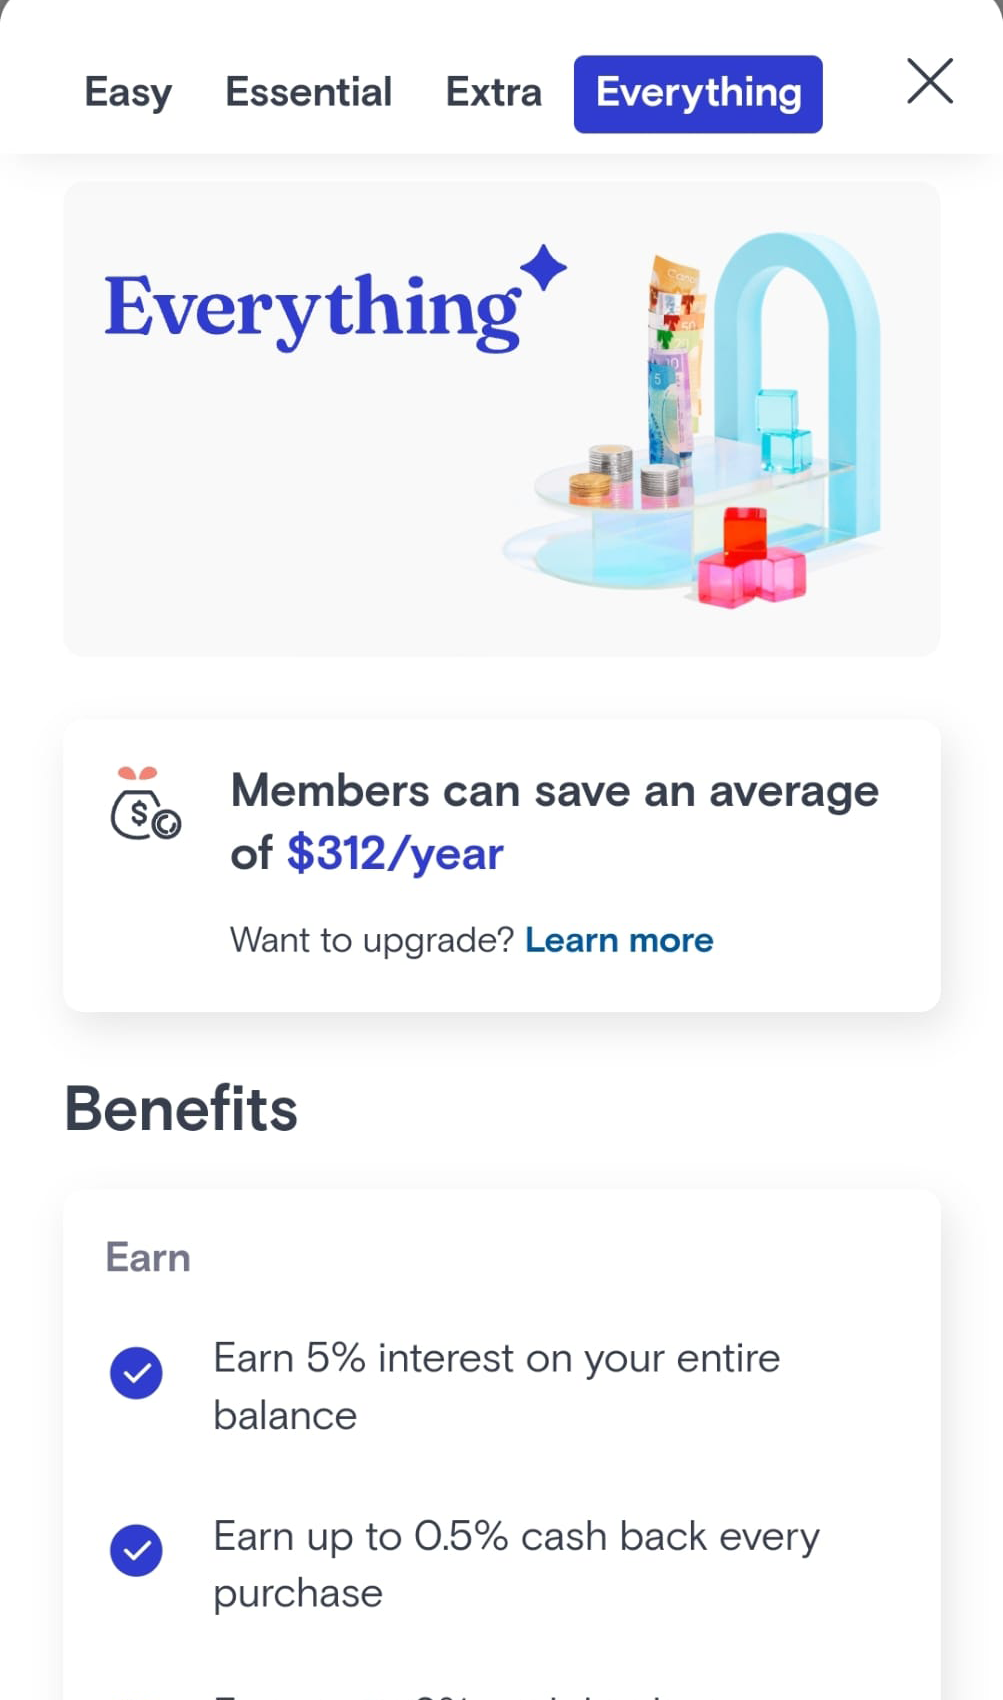 Easy Essential Extra Everything
Everything
Members can save an average
of $312/year
Want to upgrade? Learn more
Benefits
Earn
Earn 5% interest on your entire
balance
Earn up to 0.5% cash back every
purchase